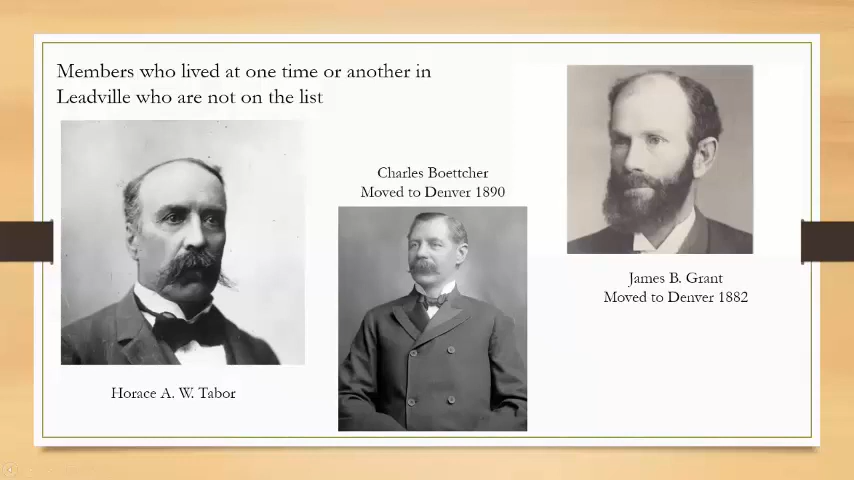 Members who lived at one time or another in
Leadville who are not on the list
Horace A. W. Tabor
Charles Boettcher
Moved to Denver 1890
James B. Grant
Moved to Denver 1882